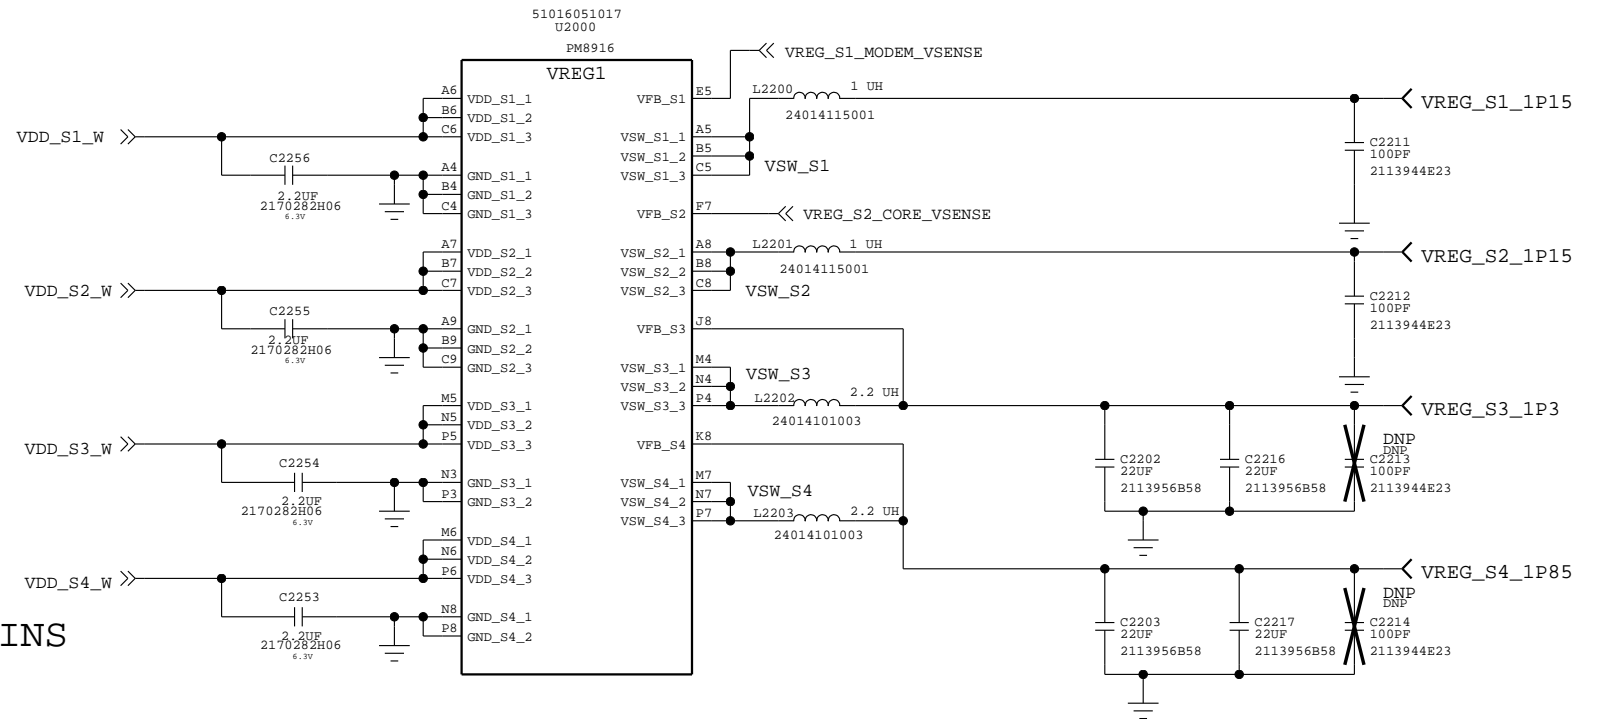 51016051017
U2000
PM8916
VREG1
VREG_S1_MODEM_VSENSE
A6 VDD_S1_1 VFB_S1 E5 L2200 1 UH
B6 VDD_S1_2 24014115001 VREG_S1_1P15
VDD_S1_W C6 VDD_S1_3 VSW_S1_1 A5
VSW_S1_2 B5 C2211
C2256 VSW_S1 100PF
A4 GND_S1_1 VSW_S1_3 C5 2113944E23
2.2UF B4 GND_S1_2
2170282H06
6.3V C4 GND_S1_3 VFB_S2 F7 VREG_S2_CORE_VSENSE
A7 VDD_S2_1 VSW_S2_1 A8 L2201 1 UH VREG_S2_1P15
B7 VDD_S2_2 VSW_S2_2 B8 24014115001
VDD_S2_W C7 VDD_S2_3 VSW_S2_3 C8 VSW_S2 C2212
100PF
C2255 2113944E23
A9 GND_S2_1 VFB_S3 J8
2.2UF B9 GND_S2_2
2170282H06
6.3V C9 GND_S2_3 VSW_S3_1 M4 VSW_S3
VSW_S3_2 N4
M5 VDD_S3_1 VSW_S3_3 P4 L2202 2.2 UH VREG_S3_1P3
N5 VDD_S3_2 24014101003
VDD_S3_W P5 VDD_S3_3 VFB_S4 K8 DNP
DNP
C2254 C2202 C2216 C2213
22UF 22UF 100PF
N3 GND_S3_1 VSW_S4_1 M7 VSW_S4 2113956B58 2113956B58 2113944E23
2.2UF P3 GND_S3_2 VSW_S4_2 N7
2170282H06
6.3V VSW_S4_3 P7 L2203 2.2 UH
M6 VDD_S4_1 24014101003
N6 VDD_S4_2
VDD_S4_W P6 VDD_S4_3 VREG_S4_1P85
C2253 DNP
DNP
N8 GND_S4_1 C2203 C2217 C2214
INS 2.2UF P8 GND_S4_2 22UF 22UF 100PF
2170282H06 2113956B58 2113956B58 2113944E23
6.3V